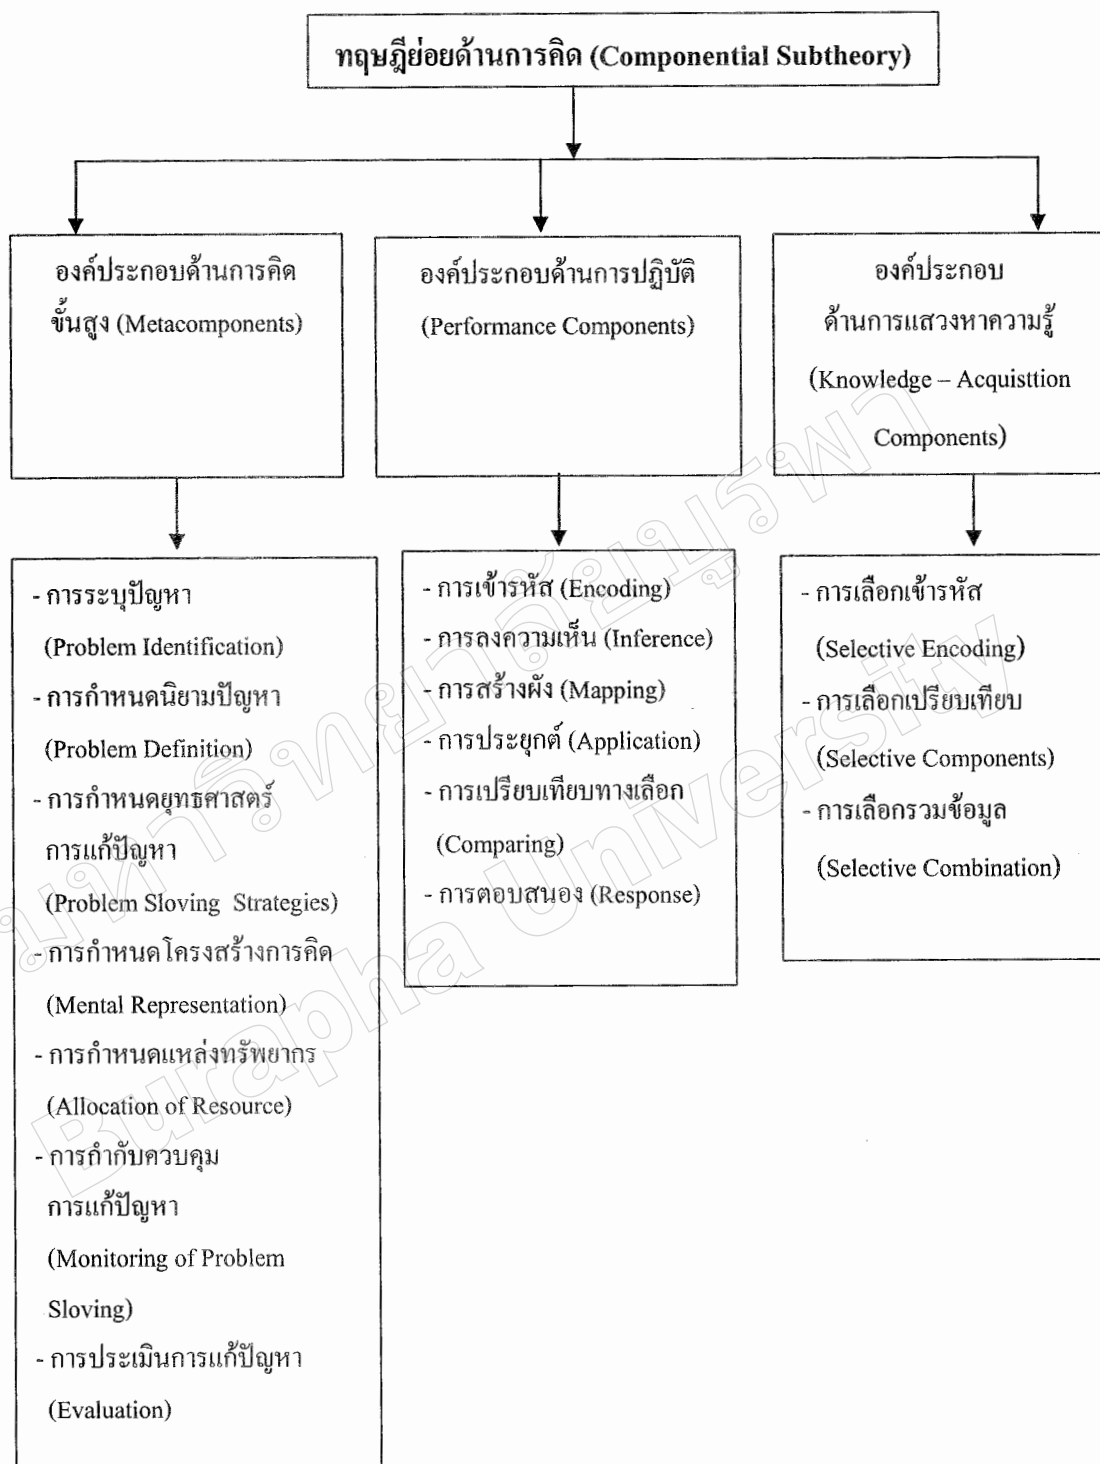 ทฤษฎีย่อยด้านการคิด (Componential Subtheory)
องค์ประกอบด้านการคิด
ขั้นสูง (Metacomponents)
องค์ประกอบด้านการปฏิบัติ
(Performance Components)
องค์ประกอบ
ด้านการแสวงหาความรู้
(Knowledge – Acquisttion
Components)
- การระบุปัญหา
(Problem Identification)
- การกำหนดนิยามปัญหา
(Problem Definition)
- การกำหนดยุทธศาสตร์
การแก้ปัญหา
(Problem Sloving Strategies)
- การกำหนดโครงสร้างการคิด
(Mental Representation)
- การกำหนดแหล่งทรัพยากร
(Allocation of Resource)
- การกำกับควบคุม
การแก้ปัญหา
(Monitoring of Problem
Sloving)
- การประเมินการแก้ปัญหา
(Evaluation)
- การเข้ารหัส (Encoding)
- การลงความเห็น (Inference)
- การสร้างผัง (Mapping)
- การประยุกต์ (Application)
- การเปรียบเทียบทางเลือก
(Comparing)
- การตอบสนอง (Response)
- การเลือกเข้ารหัส
(Selective Encoding)
- การเลือกเปรียบเทียบ
(Selective Components)
- การเลือกรวมข้อมูล
(Selective Combination)
มหาวิทยาลัยบูรพา
Burapha University